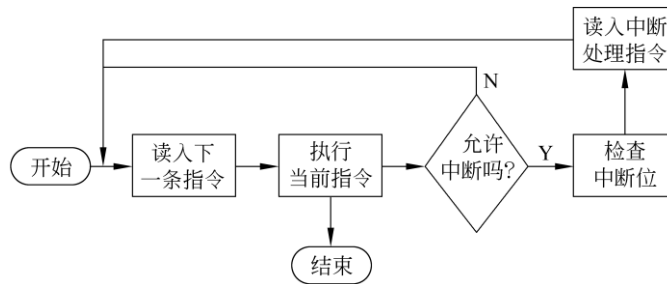 读入中断
处理指令
N
开始
读入下
一条指令
执行
当前指令
允许
中断吗?
Y
检查
中断位
结束